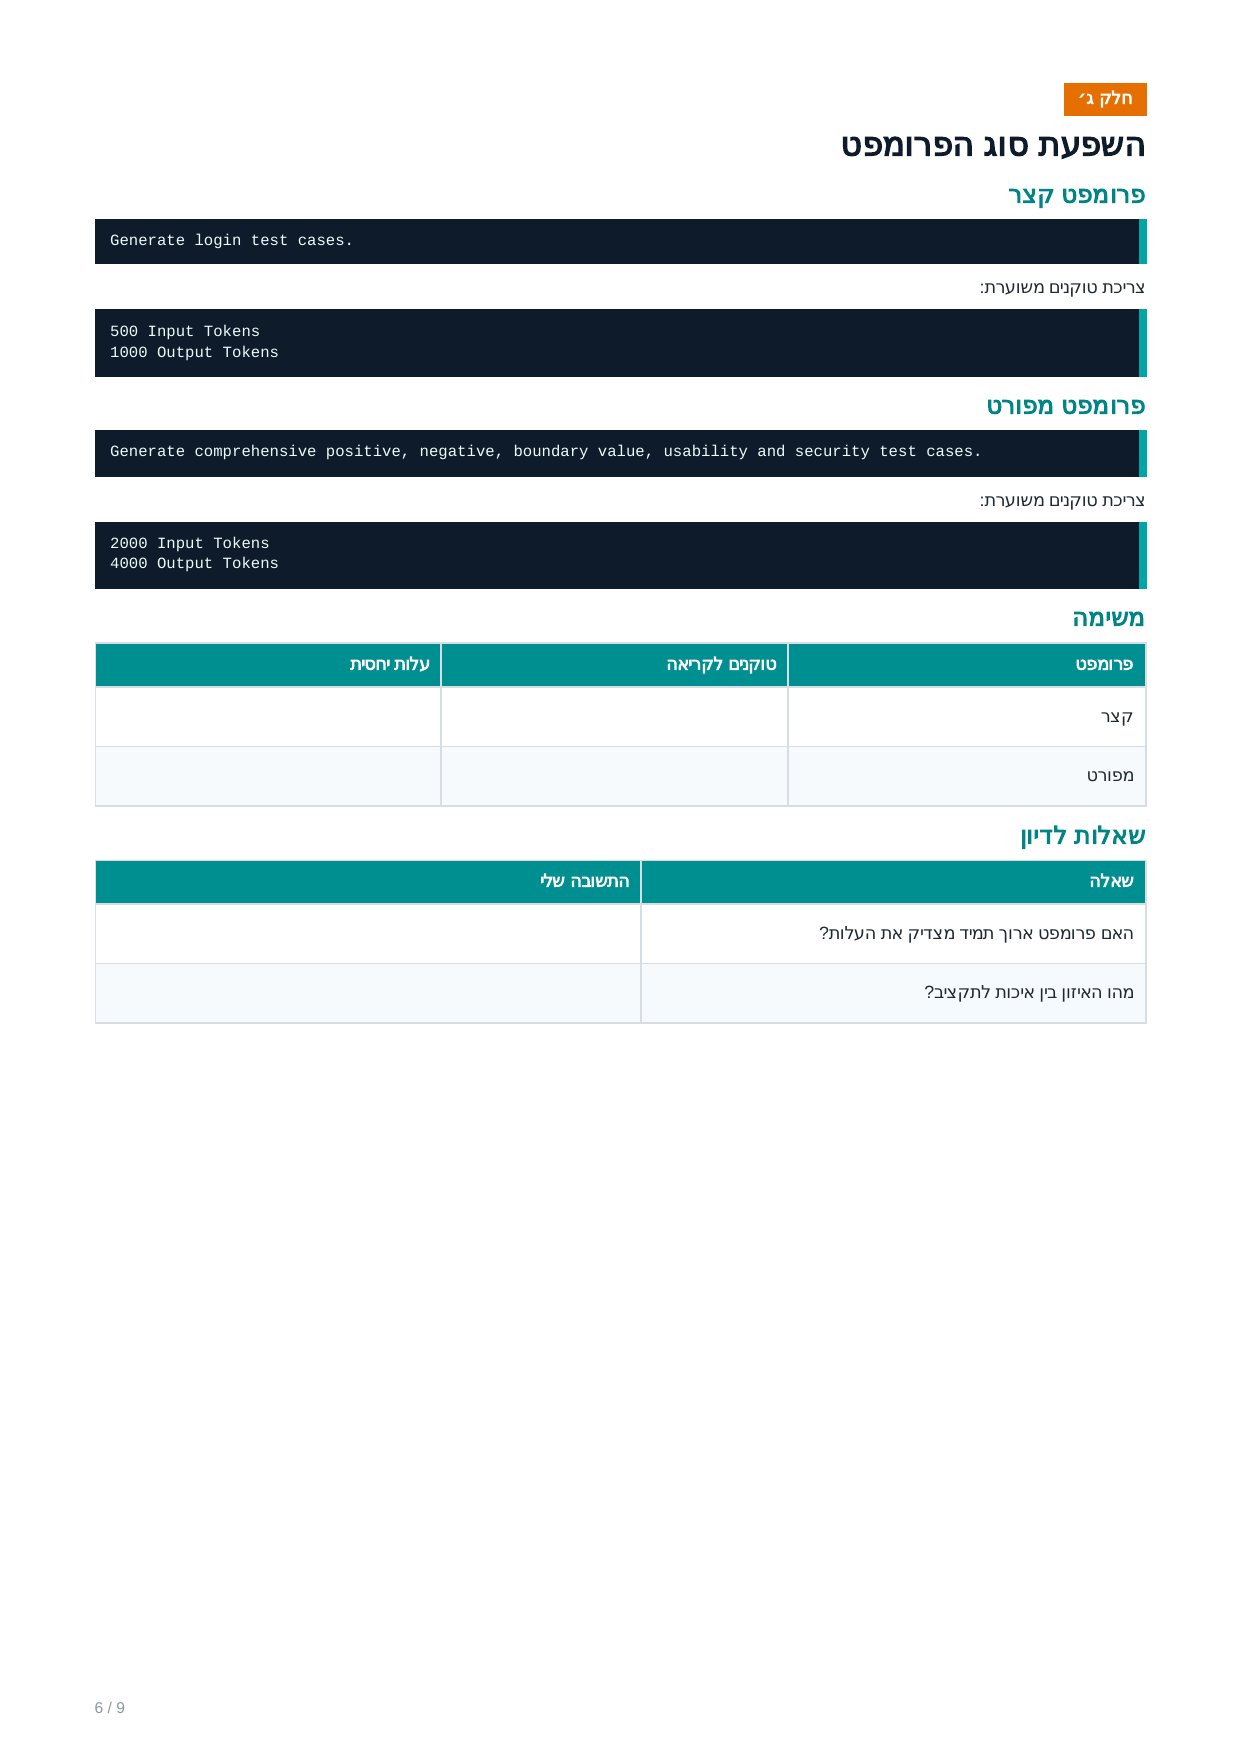 חלק ג׳
השפעת סוג הפרומפט
פרומפט קצר
Generate login test cases.
צריכת טוקנים משוערת:
500 Input Tokens
1000 Output Tokens
פרומפט מפורט
Generate comprehensive positive, negative, boundary value, usability and security test cases.
צריכת טוקנים משוערת:
2000 Input Tokens
4000 Output Tokens
משימה
פרומפט טוקנים לקריאה עלות יחסית
קצר
מפורט
שאלות לדיון
שאלה התשובה שלי
האם פרומפט ארוך תמיד מצדיק את העלות?
מהו האיזון בין איכות לתקציב?
6 / 9